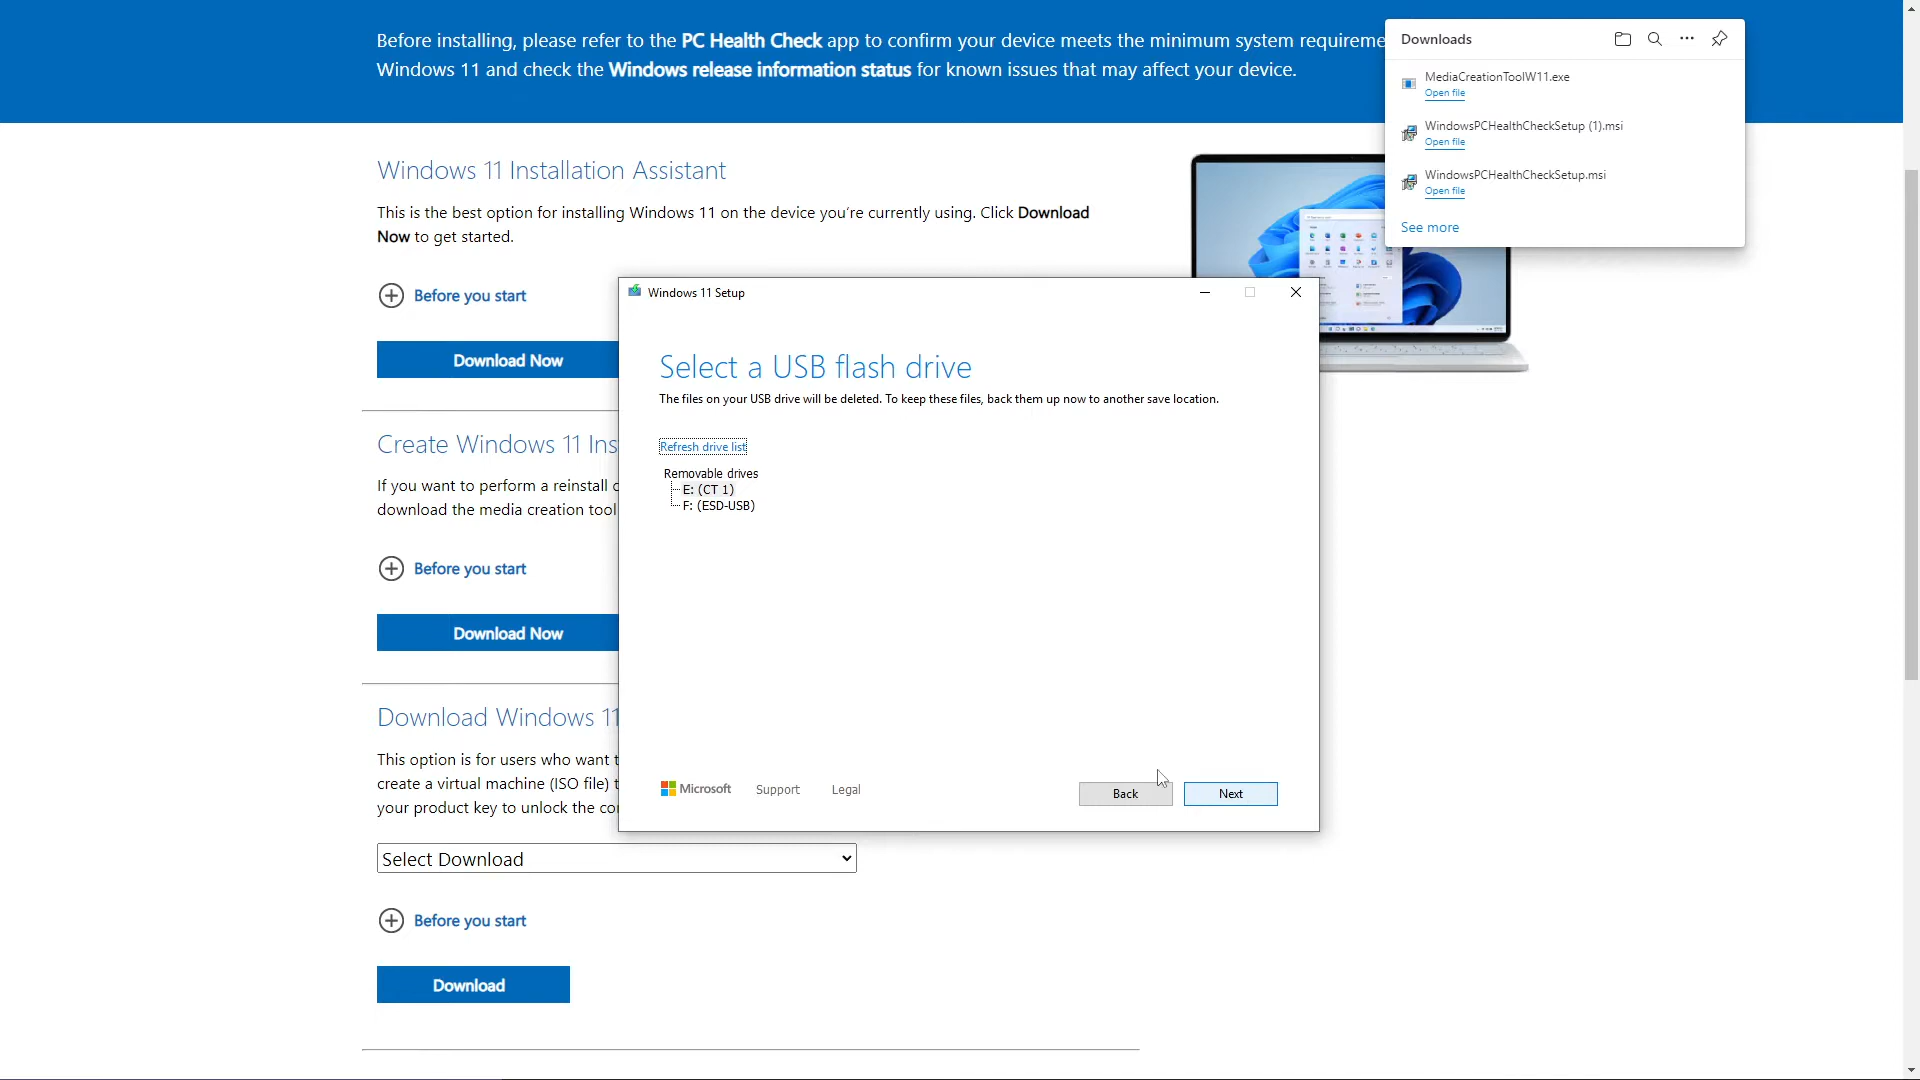 Before installing, please refer to the PC Health Check app to confirm your device meets the minimum system requireme
Windows 11 and check the Windows release information status for known issues that may affect your device.
Downloads
MediaCreationToolW11.exe
Open file
WindowsPCHealthCheckSetup (1).msi
Open file
WindowsPCHealthCheckSetup.msi
Open file
See more
Windows 11 Installation Assistant
This is the best option for installing Windows 11 on the device you're currently using. Click Download
Now to get started.
Before you start
Download Now
Create Windows 11 Ins
If you want to perform a reinstall
download the media creation tool
Before you start
Download Now
Download Windows 11
This option is for users who want
create a virtual machine (ISO file)
your product key to unlock the
Select Download
Before you start
Download
Windows 11 Setup
Select a USB flash drive
The files on your USB drive will be deleted. To keep these files, back them up now to another save location.
Refresh drive list
Removable drives
E: (CT 1)
F: (ESD-USB)
Microsoft
Support
Legal
Back
Next